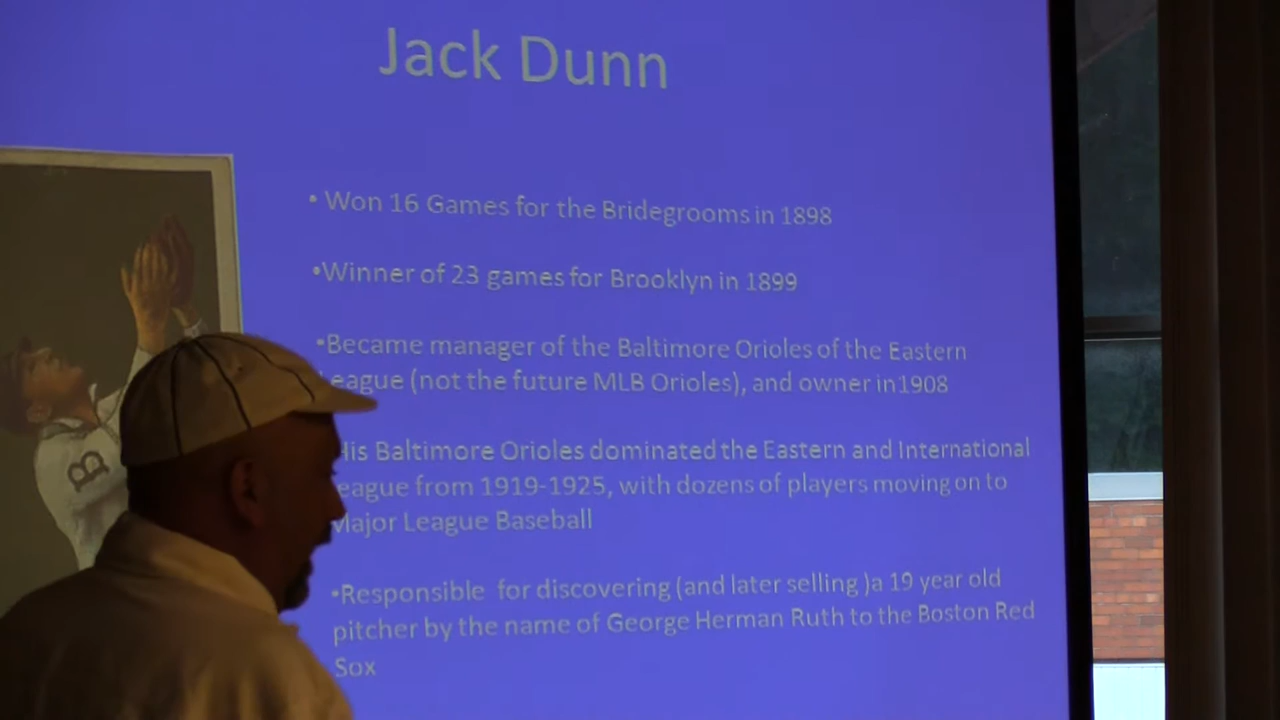 Jack Dunn
• Won 16 Games for the Bridegrooms in 1898
•Winner of 23 games for Brooklyn in 1899
•Became manager of the Baltimore Orioles of the Eastern
League (not the future MLB Orioles), and owner in1908
His Baltimore Orioles dominated the Eastern and International
League from 1919-1925, with dozens of players moving on to
Major League Baseball
•Responsible for discovering (and later selling )a 19 year old
pitcher by the name of George Herman Ruth to the Boston Red
Sox
B